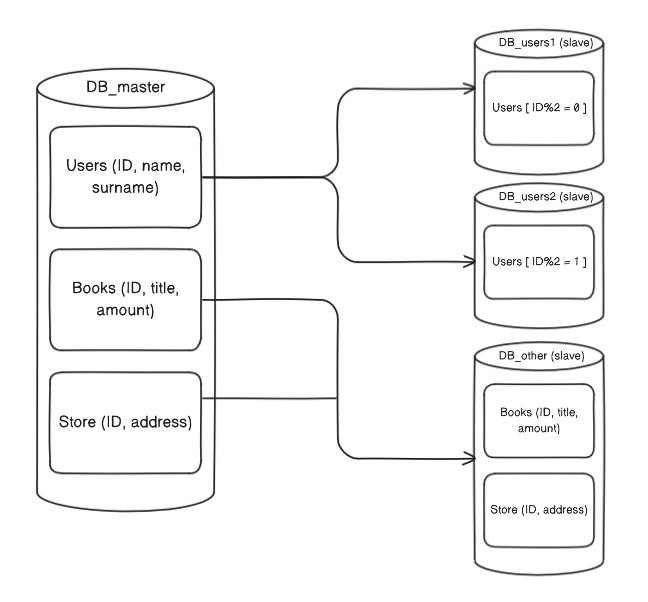 DB_master
Users (ID, name,
surname)
Books (ID, title,
amount)
Store (ID, address)
DB_users1 (slave)
Users [ ID%2 = 0 ]
DB_users2 (slave)
Users [ ID%2 = 1 ]
DB_other (slave)
Books (ID, title,
amount)
Store (ID, address)